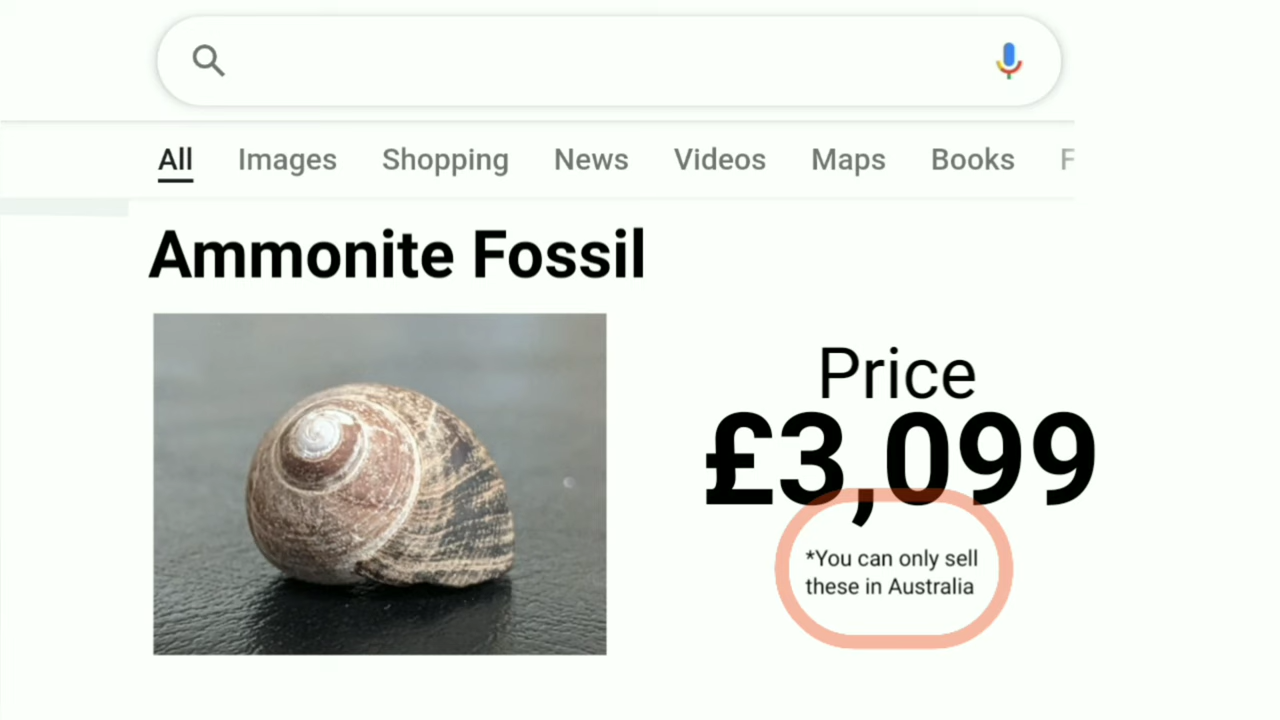 All Images Shopping News Videos Maps Books F
Ammonite Fossil
Price
£3,099
*You can only sell
these in Australia